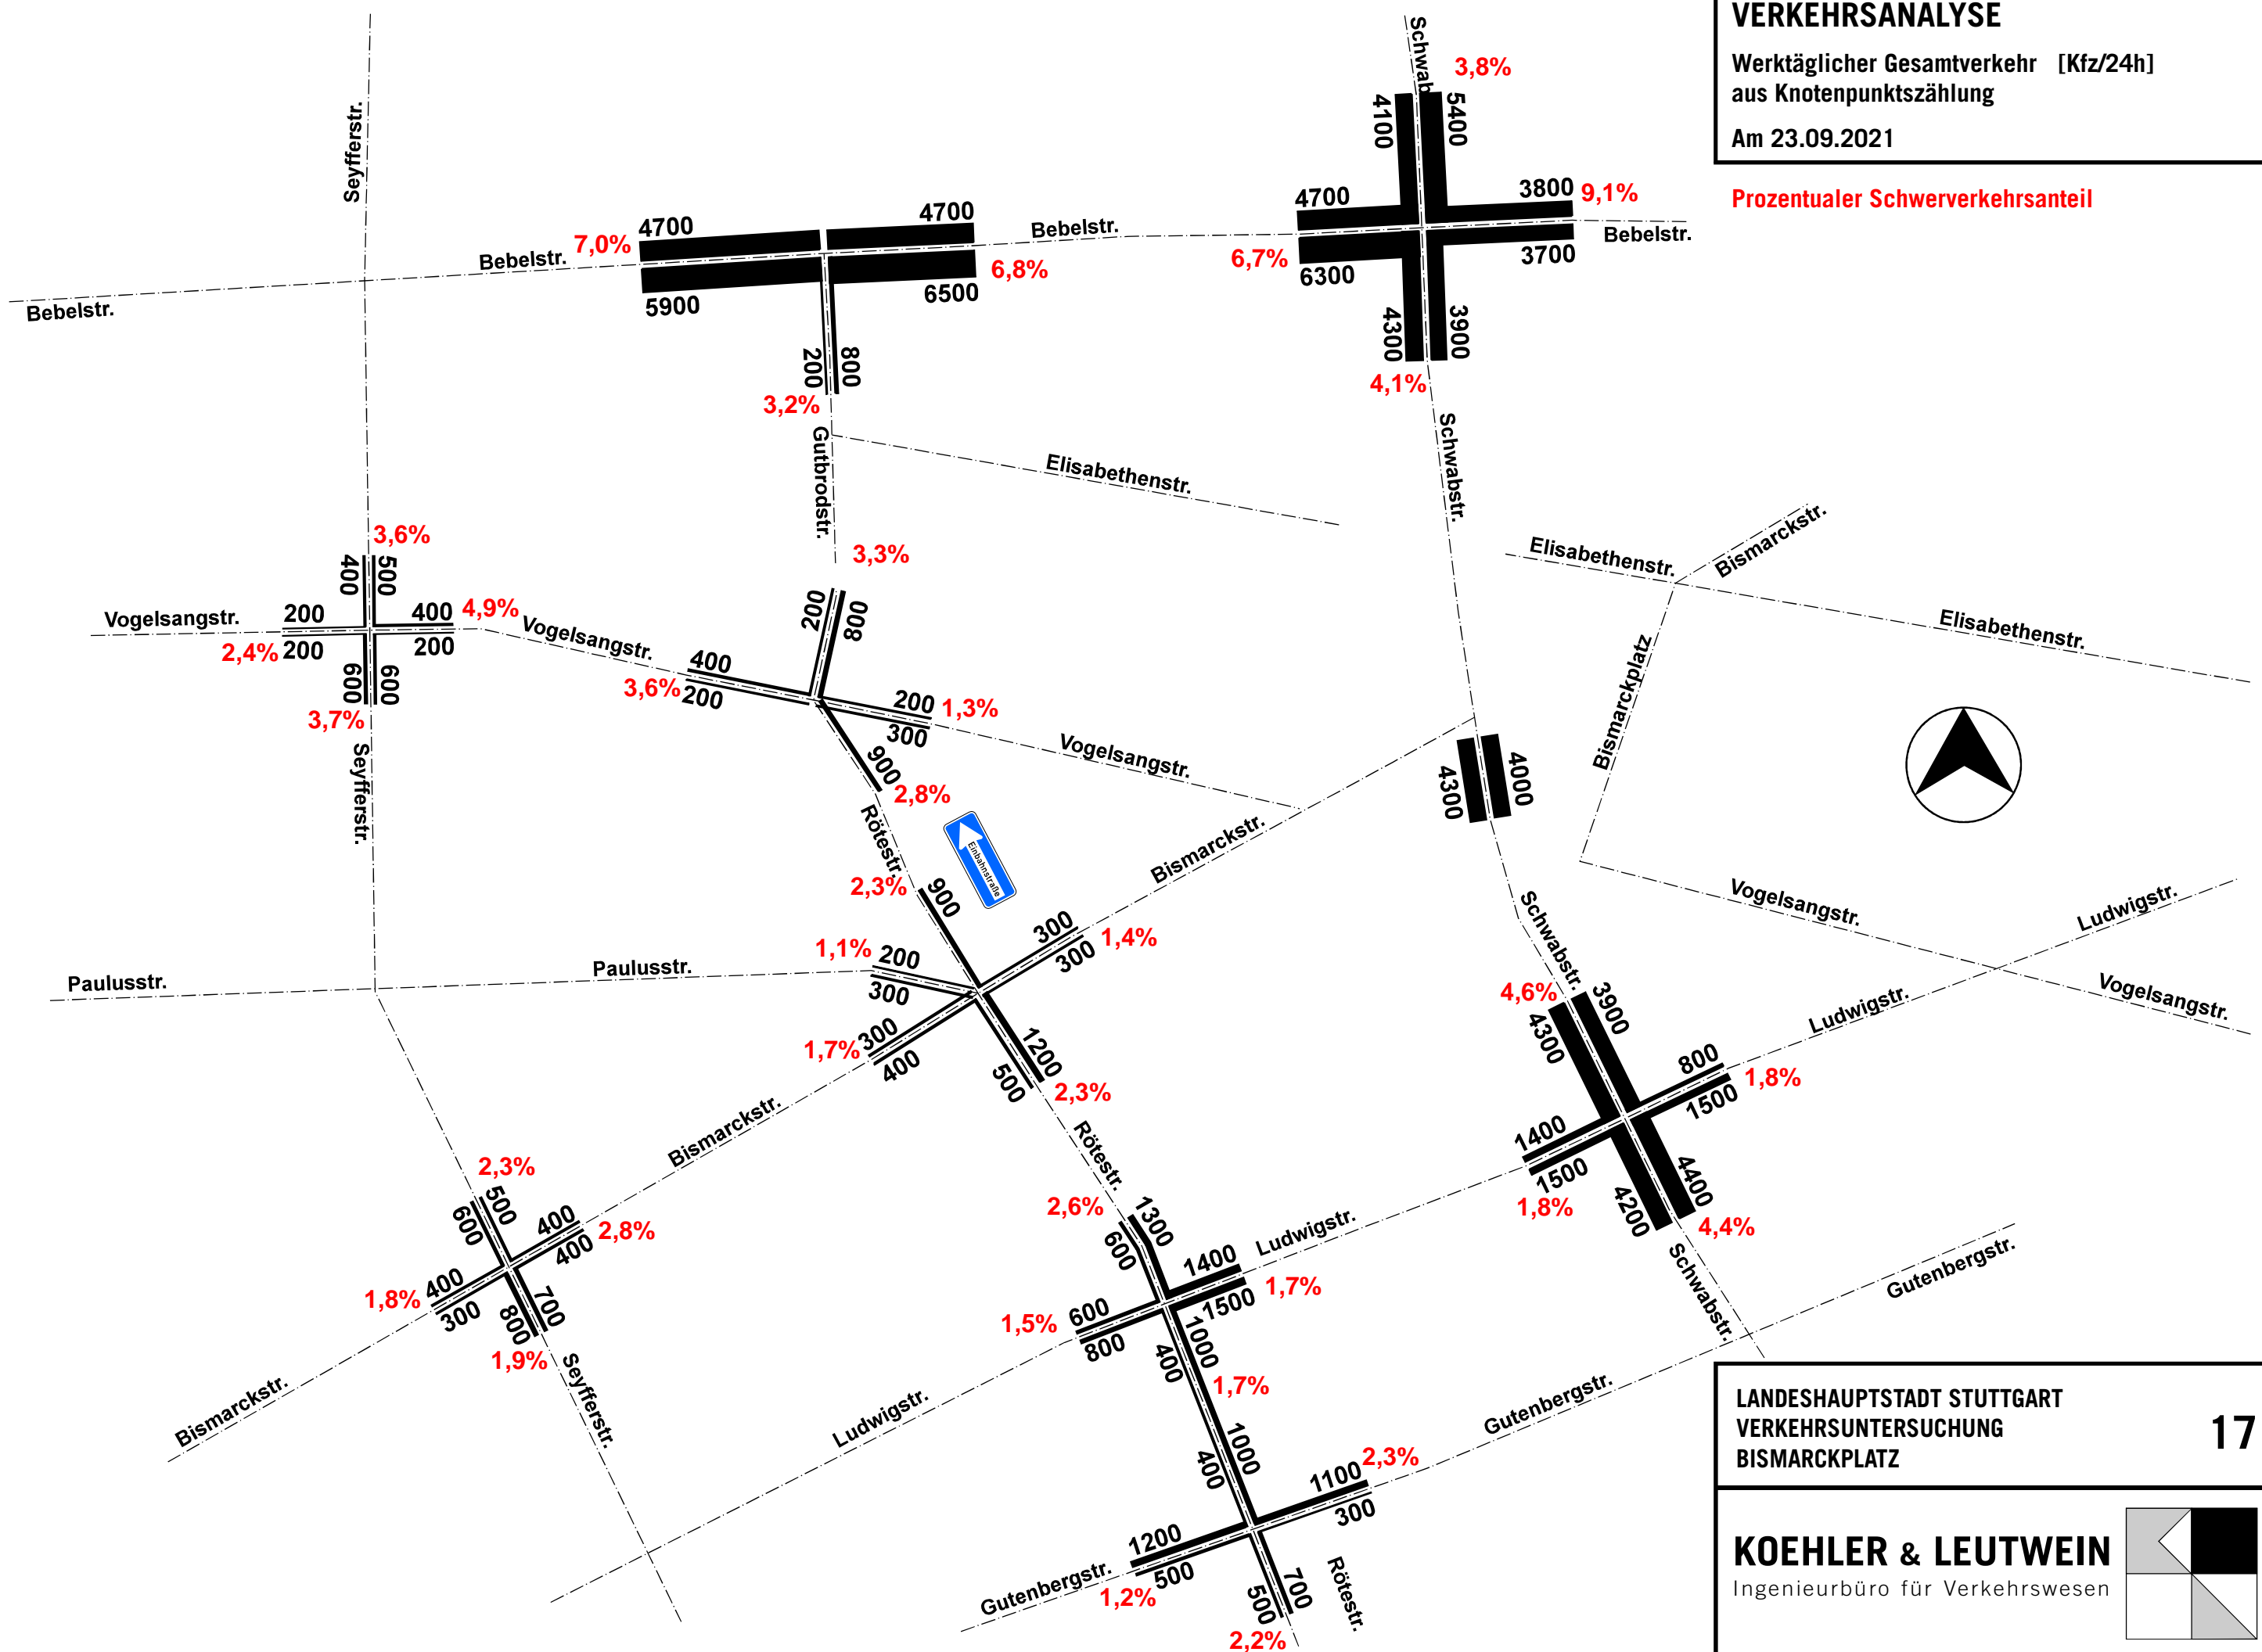 VERKEHRSANALYSE
Werktäglicher Gesamtverkehr [Kfz/24h]
aus Knotenpunktszählung
Am 23.09.2021
Prozentualer Schwerverkehrsanteil
Seyfferstr.
Bebelstr.
Bebelstr.
7,0%
4700
4700
5900
6500
6,8%
Bebelstr.
200
800
3,2%
Gutbrodstr.
Elisabethenstr.
Schwab
3,8%
4100
5400
4700
3800
9,1%
6,7%
6300
3700
Bebelstr.
4300
3900
4,1%
Schwabstr.
3,6%
400
500
Vogelsangstr.
200
400
4,9%
2,4%
200
200
600
600
3,7%
Seyfferstr.
Vogelsangstr.
3,3%
200
800
400
3,6%
200
200
1,3%
300
900
2,8%
Vogelsangstr.
Rötestr.
Einbahnstraße
Elisabethenstr.
Bismarckstr.
Elisabethenstr.
Bismarckplatz
4300
4000
Bismarckstr.
2,3%
900
1,1%
200
300
300
1,4%
300
Paulusstr.
Paulusstr.
1,7%
300
400
1200
500
2,3%
Rötestr.
Bismarckstr.
Vogelsangstr.
Ludwigstr.
Vogelsangstr.
Ludwigstr.
Schwabstr.
4,6%
3900
4300
800
1,8%
1500
1400
1500
1,8%
4400
4200
4,4%
Schwabstr.
2,3%
500
600
400
2,8%
400
1,8%
400
300
700
800
1,9%
Seyfferstr.
Bismarckstr.
2,6%
1300
600
1400
1,7%
1500
Ludwigstr.
1,5%
600
800
1000
400
1,7%
Ludwigstr.
1000
400
1100
2,3%
300
1200
500
1,2%
700
500
2,2%
Rötestr.
Gutenbergstr.
Gutenbergstr.
Gutenbergstr.
LANDESHAUPTSTADT STUTTGART
VERKEHRSUNTERSUCHUNG
BISMARCKPLATZ
17
KOEHLER & LEUTWEIN
Ingenieurbüro für Verkehrswesen